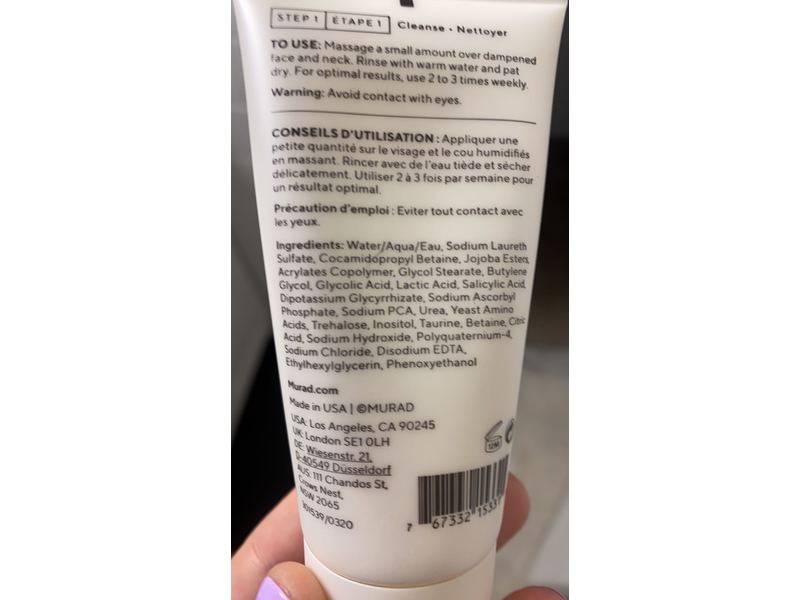 STEP 1 ÉTAPE 1 Cleanse • Nettoyer
TO USE: Massage a small amount over dampened
face and neck. Rinse with warm water and pat
dry. For optimal results, use 2 to 3 times weekly.
Warning: Avoid contact with eyes.
CONSEILS D'UTILISATION : Appliquer une
petite quantité sur le visage et le cou humidifiés
en massant. Rincer avec de l'eau tiède et sécher
délicatement. Utiliser 2 à 3 fois par semaine pour
un résultat optimal.
Précaution d'emploi : Eviter tout contact avec
les yeux.
Ingredients: Water/Aqua/Eau, Sodium Laureth
Sulfate, Cocamidopropyl Betaine, Jojoba Esters,
Acrylates Copolymer, Glycol Stearate, Butylene
Glycol, Glycolic Acid, Lactic Acid, Salicylic Acid,
Dipotassium Glycyrrhizate, Sodium Ascorbyl
Phosphate, Sodium PCA, Urea, Yeast Amino
Acids, Trehalose, Inositol, Taurine, Betaine, Citric
Acid, Sodium Hydroxide, Polyquaternium-4,
Sodium Chloride, Disodium EDTA,
Ethylhexylglycerin, Phenoxyethanol
Murad.com
Made in USA | ©MURAD
USA: Los Angeles, CA 90245
UK: London SE1 0LH
DE: Wiesenstr. 21,
D-40549 Düsseldorf
AUS: 111 Chandos St,
Crows Nest,
NSW 2065
301539/0320
12M
7 67332 15331